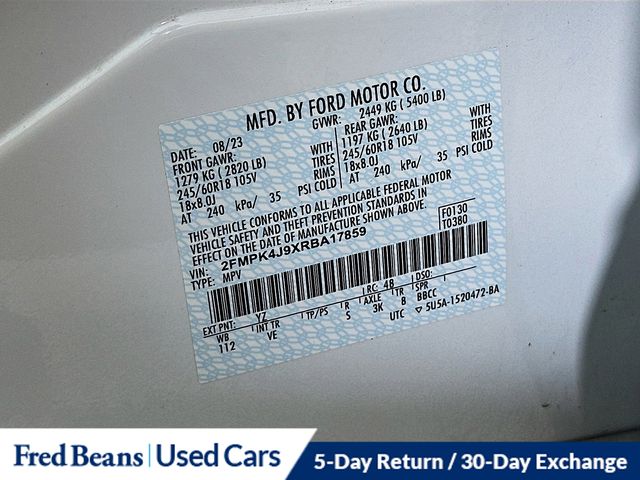 MFD. BY FORD MOTOR CO.
DATE: 08/23 GVWR: 2449 KG ( 5400 LB)
FRONT GAWR: WITH REAR GAWR: WITH
1279 KG ( 2820 LB) TIRES 1197 KG ( 2640 LB) TIRES
245/60R18 105V RIMS 245/60R18 105V RIMS
18x8.0J 18x8.0J
AT 240 kPa/ 35 PSI COLD AT 240 kPa/ 35 PSI COLD
THIS VEHICLE CONFORMS TO ALL APPLICABLE FEDERAL MOTOR
VEHICLE SAFETY AND THEFT PREVENTION STANDARDS IN
EFFECT ON THE DATE OF MANUFACTURE SHOWN ABOVE.
VIN: 2FMPK4J9XRBA17859 F0130
TYPE: MPV T0380
EXT PNT: YZ RC: 48 DSO:
WB INT TR TP/PS R AXLE TR SPR
112 VE S 3K 8 BBCC
UTC ▽ 5U5A-1520472-BA
Fred Beans | Used Cars 5-Day Return / 30-Day Exchange